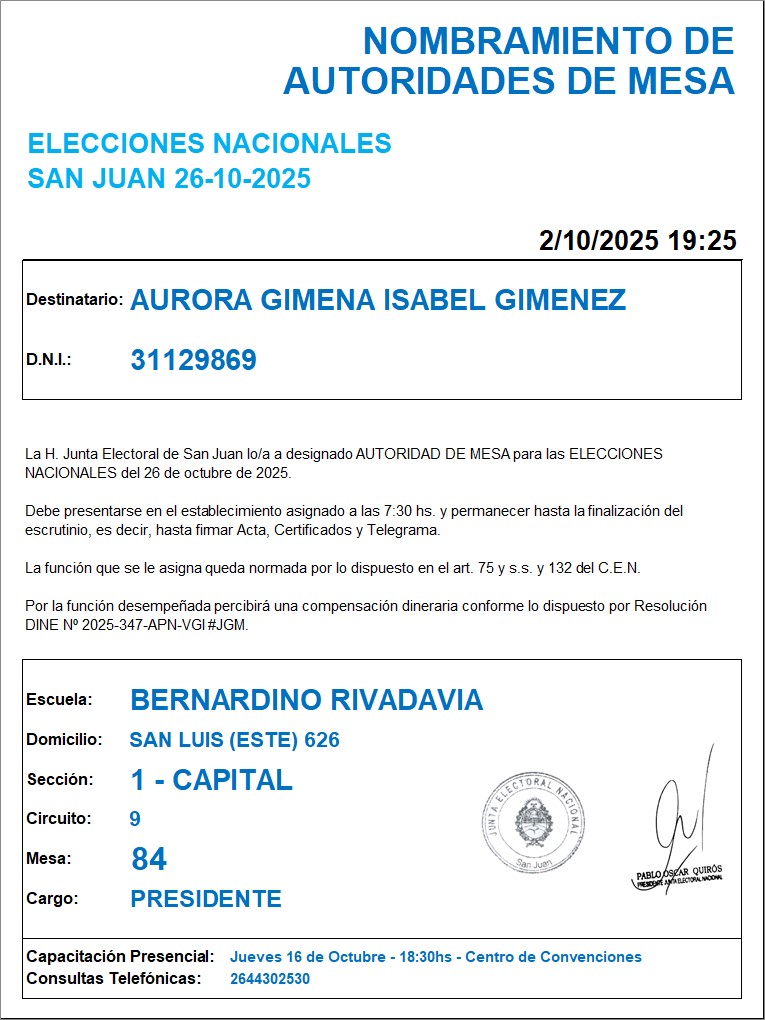 NOMBRAMIENTO DE
AUTORIDADES DE MESA
ELECCIONES NACIONALES
SAN JUAN 26-10-2025
2/10/2025 19:25
Destinatario: AURORA GIMENA ISABEL GIMENEZ
D.N.I.: 31129869
La H. Junta Electoral de San Juan lo/a a designado AUTORIDAD DE MESA para las ELECCIONES
NACIONALES del 26 de octubre de 2025.
Debe presentarse en el establecimiento asignado a las 7:30 hs. y permanecer hasta la finalización del
escrutinio, es decir, hasta firmar Acta, Certificados y Telegrama.
La función que se le asigna queda normada por lo dispuesto en el art. 75 y s.s. y 132 del C.E.N.
Por la función desempeñada percibirá una compensación dineraria conforme lo dispuesto por Resolución
DINE Nº 2025-347-APN-VGI#JGM.
Escuela: BERNARDINO RIVADAVIA
Domicilio: SAN LUIS (ESTE) 626
Sección: 1 - CAPITAL
Circuito: 9
Mesa: 84
Cargo: PRESIDENTE
JUNTA ELECTORAL NACIONAL
San Juan
PABLO OSCAR QUIRÓS
PRESIDENTE JUNTA ELECTORAL NACIONAL
Capacitación Presencial: Jueves 16 de Octubre - 18:30hs - Centro de Convenciones
Consultas Telefónicas: 2644302530